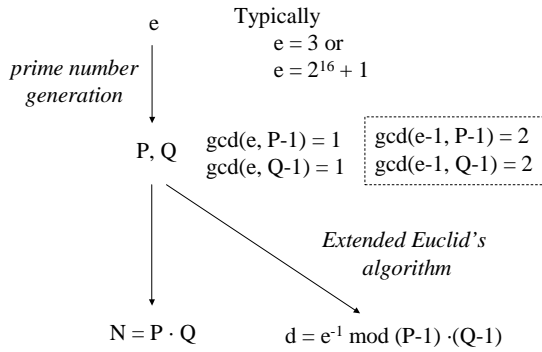 e
Typically
e = 3 or
e = 2¹⁶ + 1
prime number
generation
P, Q
gcd(e, P-1) = 1
gcd(e, Q-1) = 1
gcd(e-1, P-1) = 2
gcd(e-1, Q-1) = 2
Extended Euclid's
algorithm
N = P · Q
d = e⁻¹ mod (P-1) ·(Q-1)